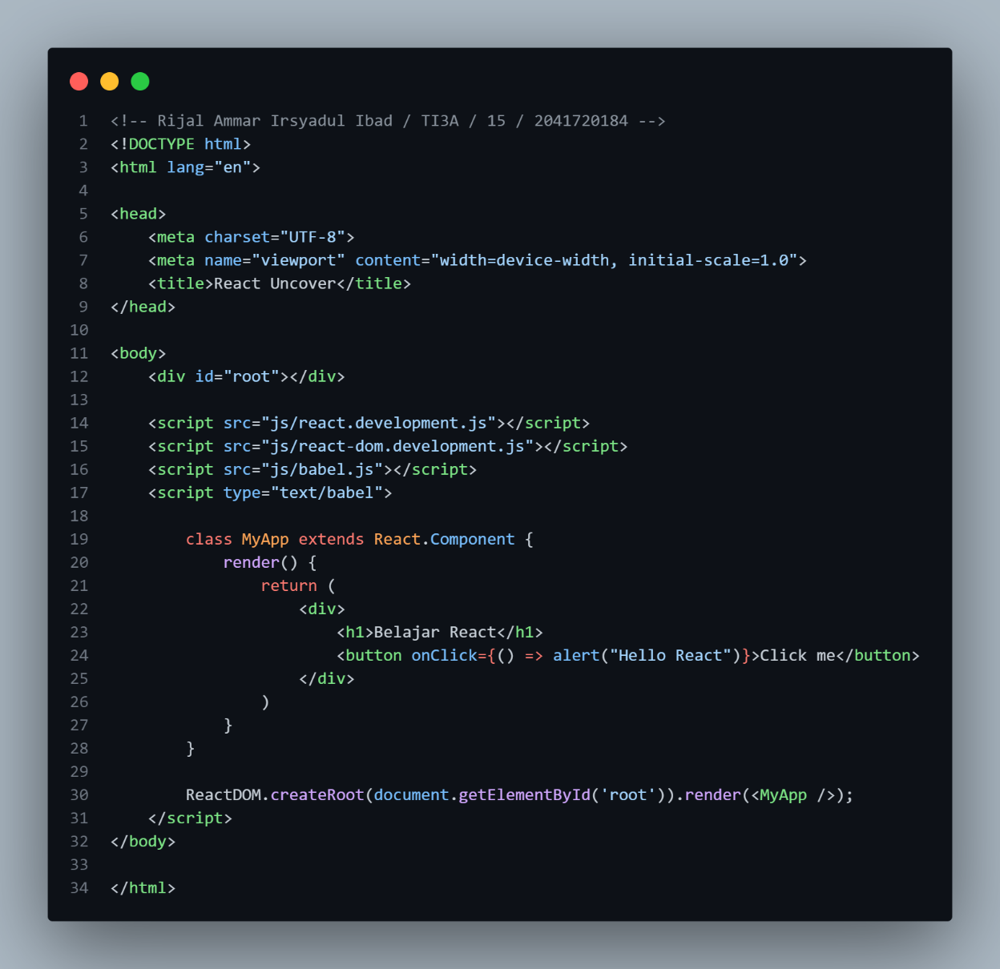 1 <!-- Rijal Ammar Irsyadul Ibad / TI3A / 15 / 2041720184 -->
2 <!DOCTYPE html>
3 <html lang="en">
4
5 <head>
6     <meta charset="UTF-8">
7     <meta name="viewport" content="width=device-width, initial-scale=1.0">
8     <title>React Uncover</title>
9 </head>
10
11 <body>
12     <div id="root"></div>
13
14     <script src="js/react.development.js"></script>
15     <script src="js/react-dom.development.js"></script>
16     <script src="js/babel.js"></script>
17     <script type="text/babel">
18
19         class MyApp extends React.Component {
20             render() {
21                 return (
22                     <div>
23                         <h1>Belajar React</h1>
24                         <button onClick={() => alert("Hello React")}>Click me</button>
25                     </div>
26                 )
27             }
28         }
29
30         ReactDOM.createRoot(document.getElementById('root')).render(<MyApp />);
31     </script>
32 </body>
33
34 </html>